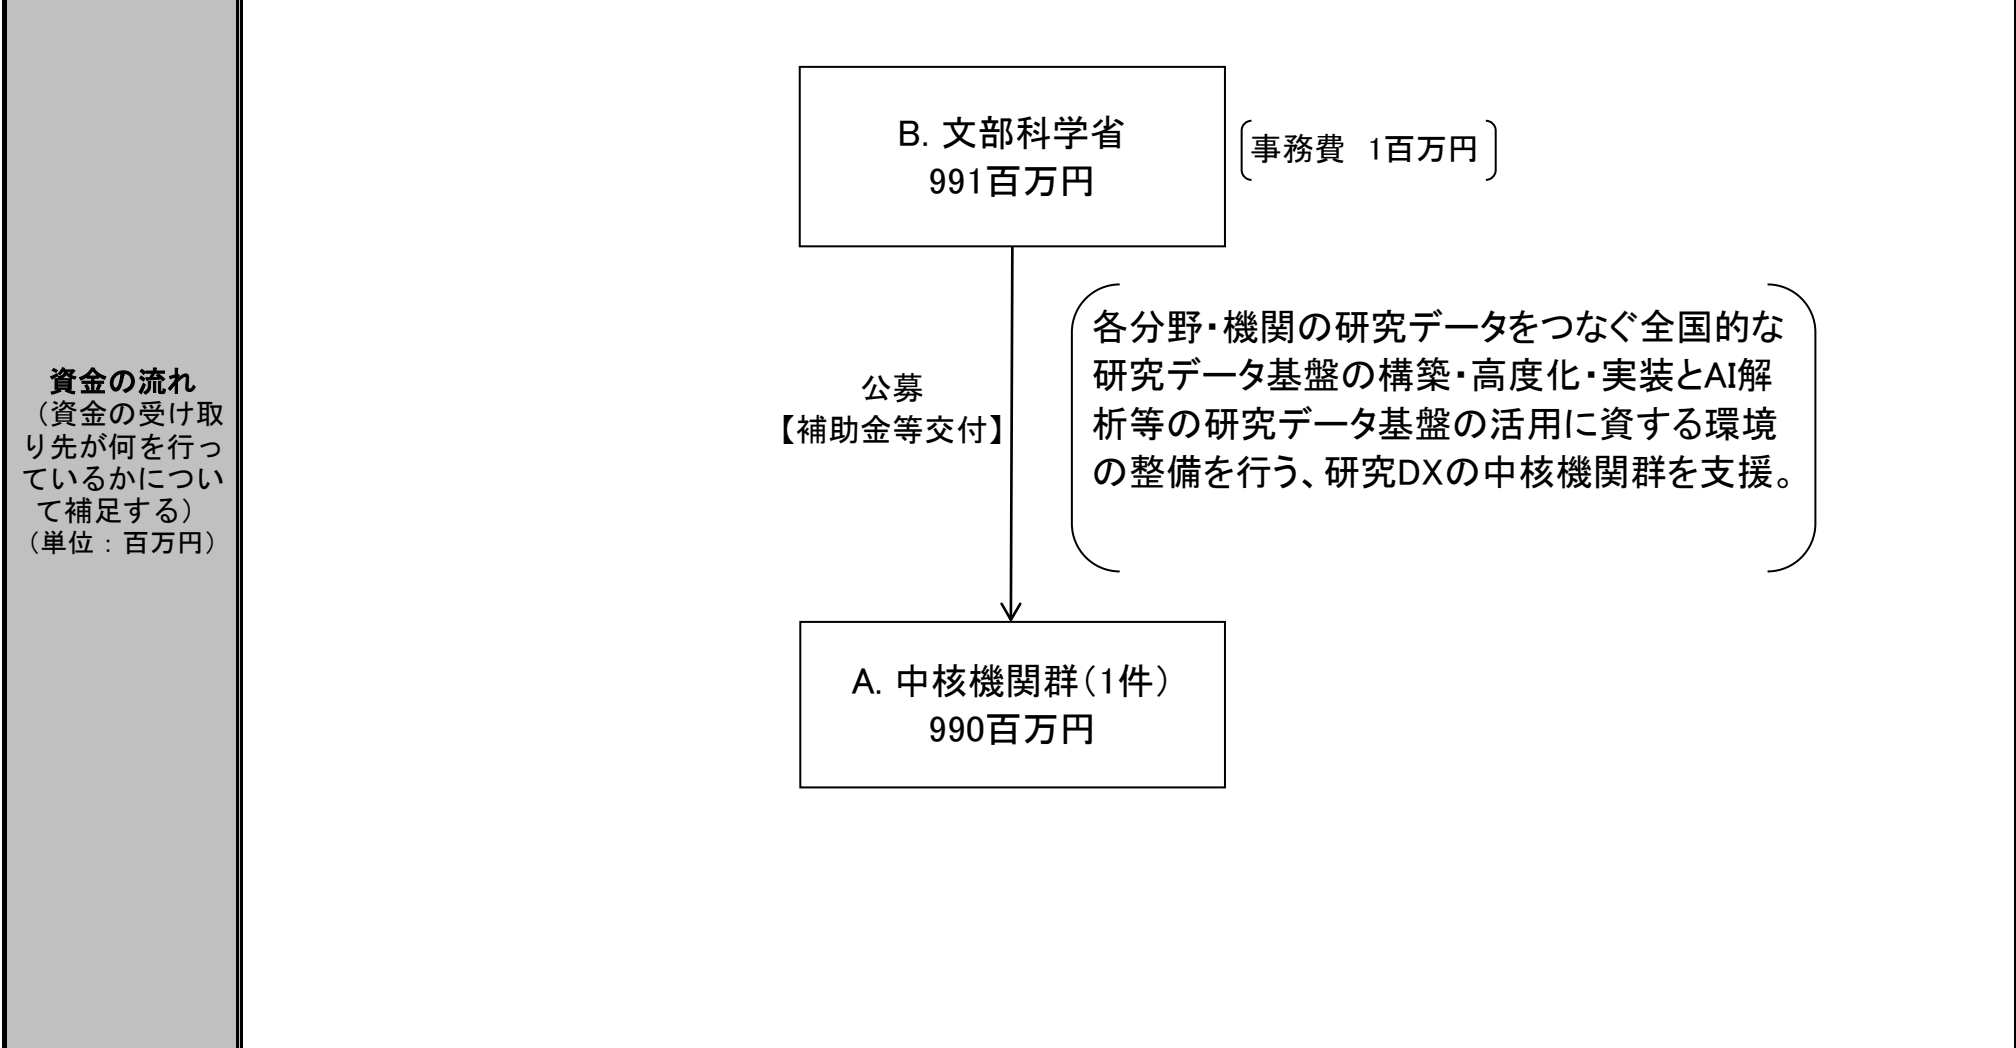 資金の流れ
（資金の受け取
り先が何を行っ
ているかについ
て補足する）
（単位：百万円）
B. 文部科学省
991百万円
事務費　1百万円
公募
【補助金等交付】
各分野・機関の研究データをつなぐ全国的な
研究データ基盤の構築・高度化・実装とAI解
析等の研究データ基盤の活用に資する環境
の整備を行う、研究DXの中核機関群を支援。
A. 中核機関群（1件）
990百万円